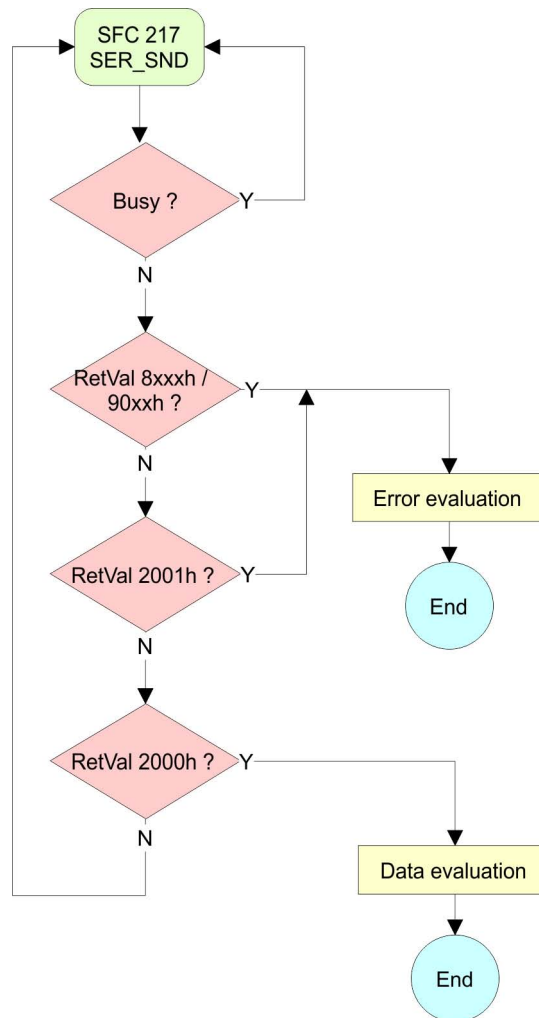 SFC 217
SER_SND
Busy ?
Y
N
RetVal 8xxxh /
90xxh ?
Y
N
Error evaluation
RetVal 2001h ?
Y
End
N
RetVal 2000h ?
Y
N
Data evaluation
End